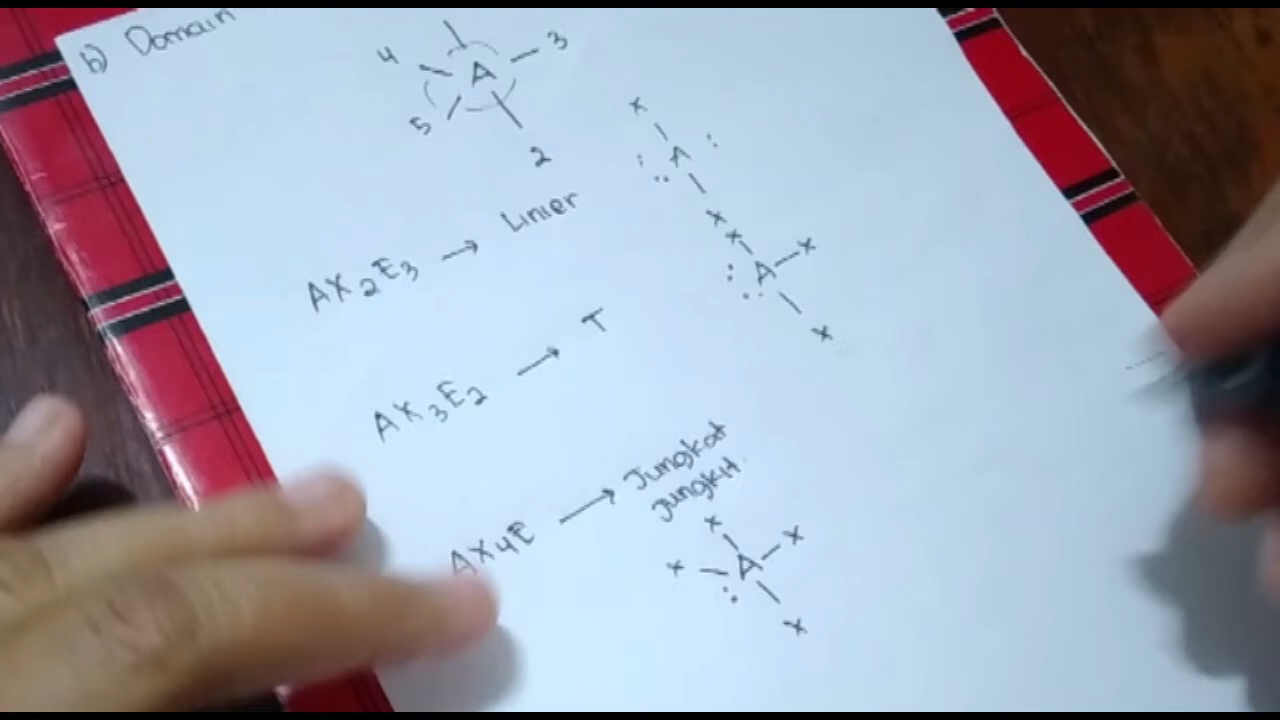 b) Domain
4 A 3
5
2
X
: A :
..
X
AX2E3 → Linier
X
: A - X
..
X
AX3E2 → T
AX4E → Jungkat
Jungkit
X
X - A - X
:
X